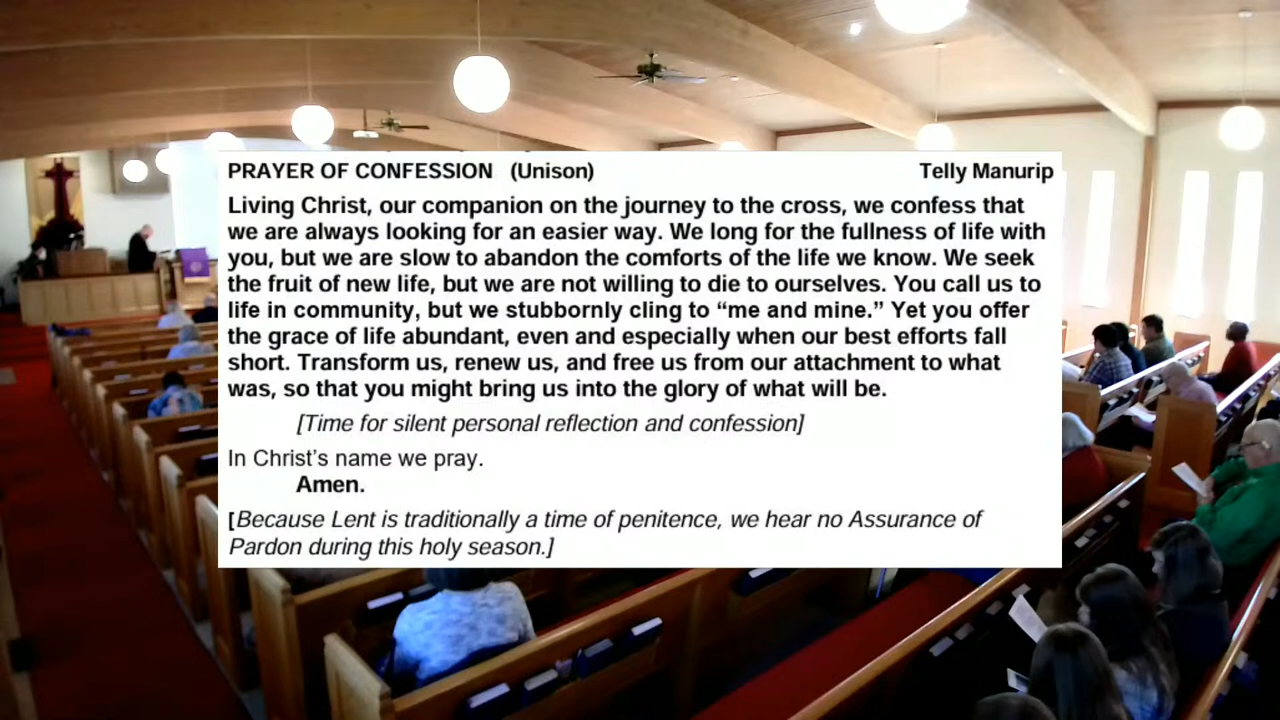 PRAYER OF CONFESSION (Unison) Telly Manurip
Living Christ, our companion on the journey to the cross, we confess that
we are always looking for an easier way. We long for the fullness of life with
you, but we are slow to abandon the comforts of the life we know. We seek
the fruit of new life, but we are not willing to die to ourselves. You call us to
life in community, but we stubbornly cling to “me and mine.” Yet you offer
the grace of life abundant, even and especially when our best efforts fall
short. Transform us, renew us, and free us from our attachment to what
was, so that you might bring us into the glory of what will be.
[Time for silent personal reflection and confession]
In Christ’s name we pray.
Amen.
[Because Lent is traditionally a time of penitence, we hear no Assurance of
Pardon during this holy season.]